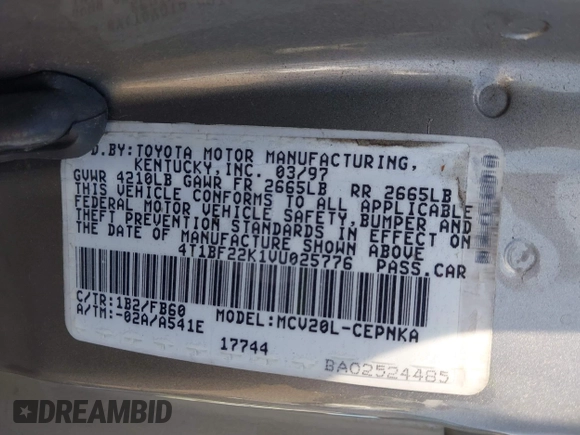 D.BY:TOYOTA MOTOR MANUFACTURING,
KENTUCKY,INC. 03/97
GVWR 4210LB GAWR FR 2665LB RR 2665LB
THIS VEHICLE CONFORMS TO ALL APPLICABLE
FEDERAL MOTOR VEHICLE SAFETY,BUMPER,AND
THEFT PREVENTION STANDARDS IN EFFECT ON
THE DATE OF MANUFACTURE SHOWN ABOVE
4T1BF22K1VU025776 PASS.CAR
C/TR:1B2/FB60 MODEL:MCV20L-CEPNKA
A/TM:-02A/A541E
17744
BA02524485
DREAMBID